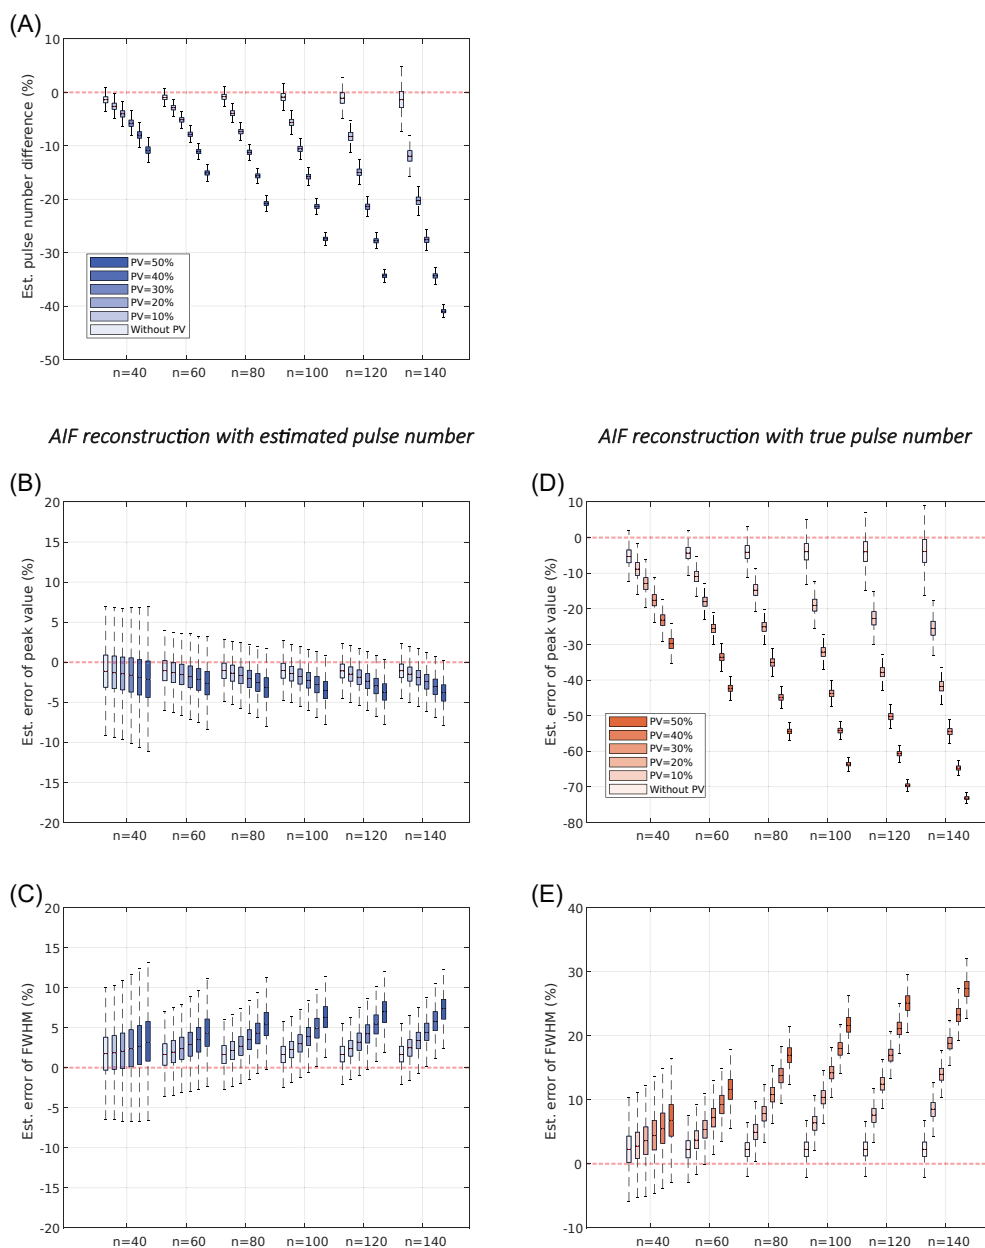 (A)
Est. pulse number difference (%)
10
0
-10
-20
-30
-40
-50
PV=50%
PV=40%
PV=30%
PV=20%
PV=10%
Without PV
n=40 n=60 n=80 n=100 n=120 n=140
AIF reconstruction with estimated pulse number
AIF reconstruction with true pulse number
(B)
Est. error of peak value (%)
20
15
10
5
0
-5
-10
-15
-20
n=40 n=60 n=80 n=100 n=120 n=140
(D)
Est. error of peak value (%)
10
0
-10
-20
-30
-40
-50
-60
-70
-80
PV=50%
PV=40%
PV=30%
PV=20%
PV=10%
Without PV
n=40 n=60 n=80 n=100 n=120 n=140
(C)
Est. error of FWHM (%)
20
15
10
5
0
-5
-10
-15
-20
n=40 n=60 n=80 n=100 n=120 n=140
(E)
Est. error of FWHM (%)
40
30
20
10
0
-10
n=40 n=60 n=80 n=100 n=120 n=140